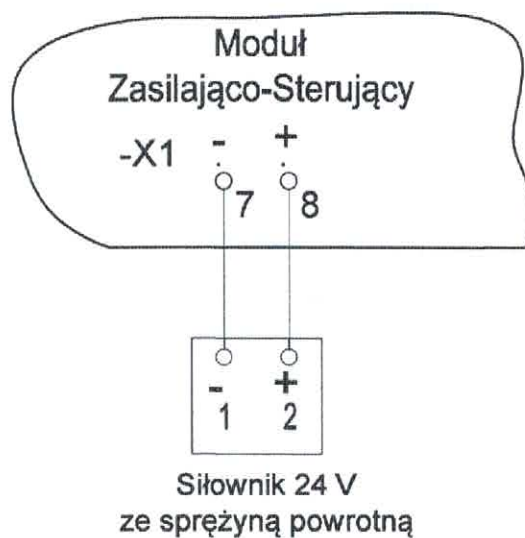 Moduł
Zasilająco-Sterujący
-X1 - +
7 8
- +
1 2
Siłownik 24 V
ze sprężyną powrotną